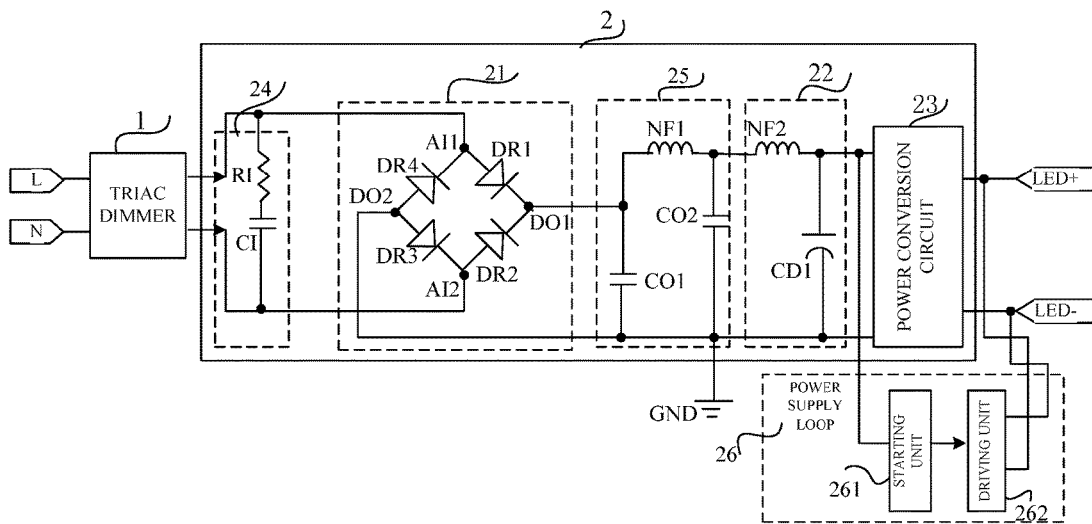 2
21
24
25
22
23
1
L
N
TRIAC
DIMMER
RI
CI
AI1
DR4
DR1
DO2
DO1
DR3
DR2
AI2
NF1
NF2
CO2
CO1
CD1
POWER CONVERSION
CIRCUIT
LED+
LED-
GND
POWER
SUPPLY
LOOP
26
STARTING
UNIT
DRIVING UNIT
261
262